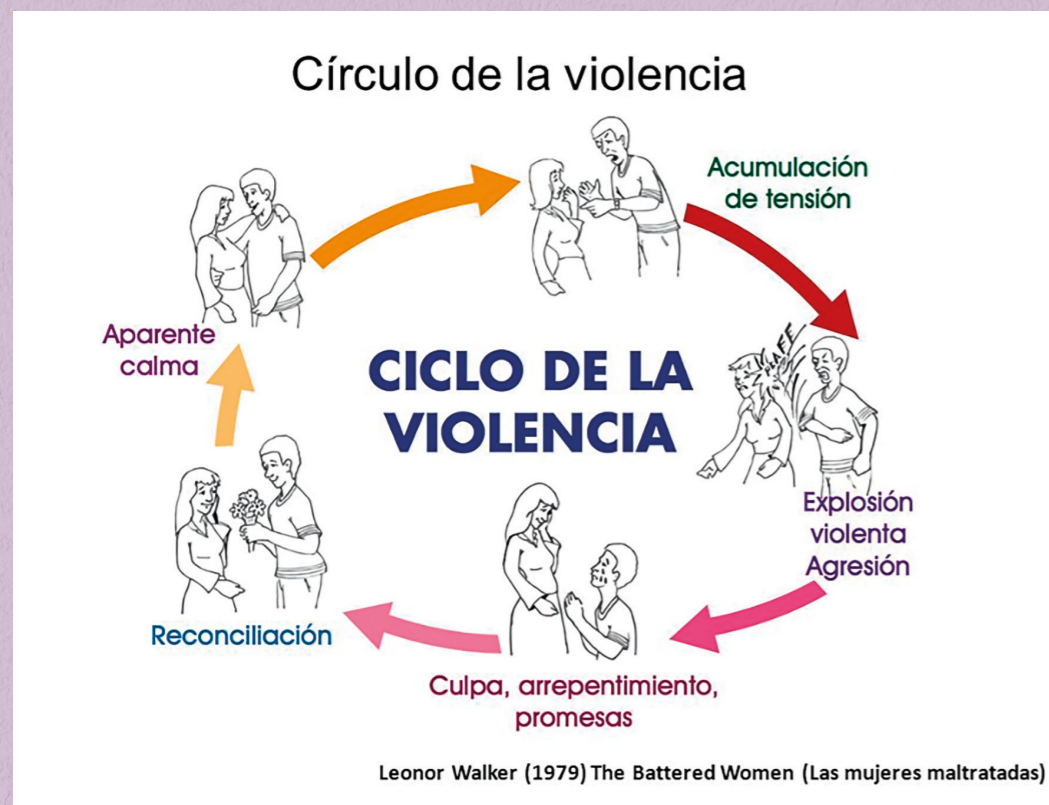 Círculo de la violencia
Acumulación
de tensión
Aparente
calma
CICLO DE LA
VIOLENCIA
Explosión
violenta
Agresión
Reconciliación
Culpa, arrepentimiento,
promesas
Leonor Walker (1979) The Battered Women (Las mujeres maltratadas)